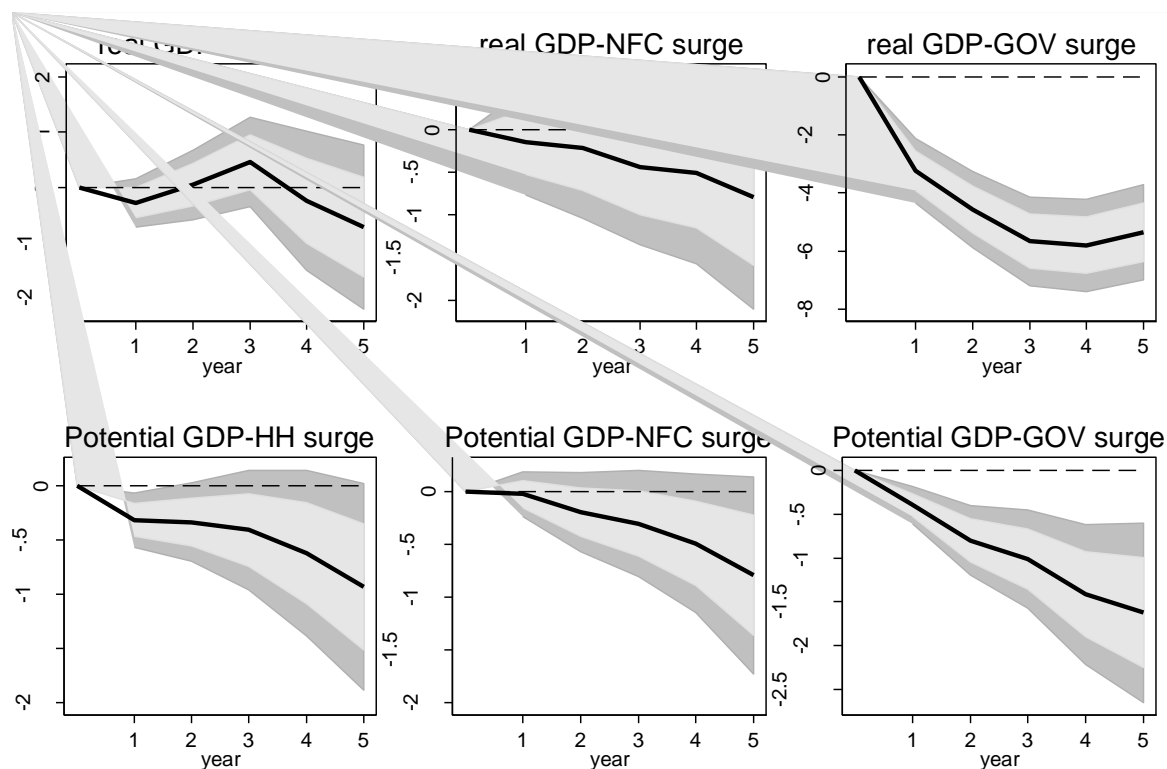 real GDP-NFC surge
real GDP-GOV surge
2
-1
-2
1 2 3 4 5
year
0
-.5
-1
-1.5
-2
1 2 3 4 5
year
0
-2
-4
-6
-8
1 2 3 4 5
year
Potential GDP-HH surge
Potential GDP-NFC surge
Potential GDP-GOV surge
0
-.5
-1
-1.5
-2
1 2 3 4 5
year
0
-.5
-1
-1.5
-2
1 2 3 4 5
year
0
-.5
-1
-1.5
-2
-2.5
1 2 3 4 5
year